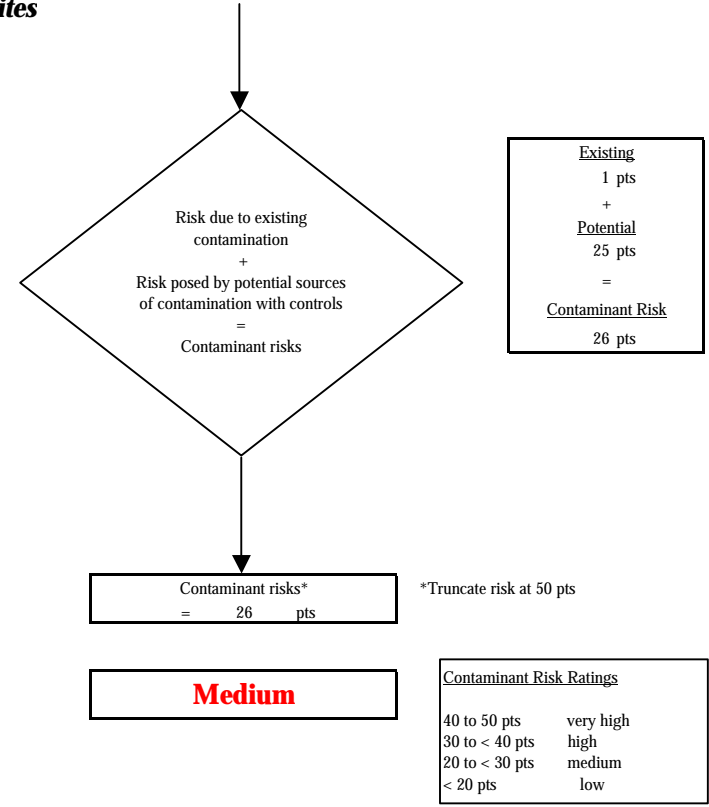 Risk due to existing
contamination
+
Risk posed by potential sources
of contamination with controls
=
Contaminant risks
Existing
1 pts
+
Potential
25 pts
=
Contaminant Risk
26 pts
Contaminant risks*
= 26 pts
*Truncate risk at 50 pts
Medium
Contaminant Risk Ratings
40 to 50 pts very high
30 to < 40 pts high
20 to < 30 pts medium
< 20 pts low